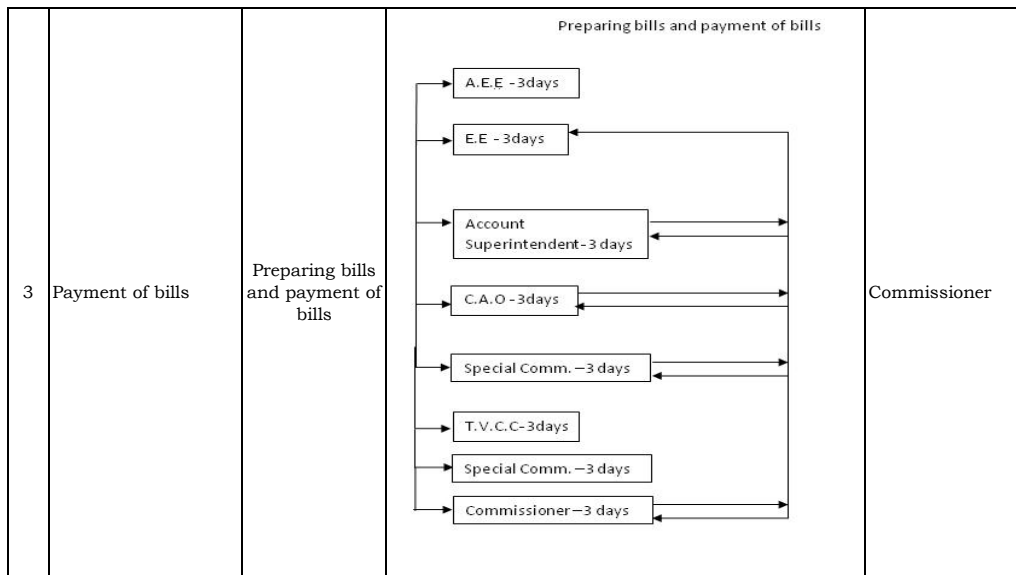 3
Payment of bills
Preparing bills
and payment of
bills
Preparing bills and payment of bills
A.E.E - 3days
E.E - 3days
Account
Superintendent- 3 days
C.A.O - 3days
Special Comm. – 3 days
T.V.C.C- 3days
Special Comm. – 3 days
Commissioner – 3 days
Commissioner